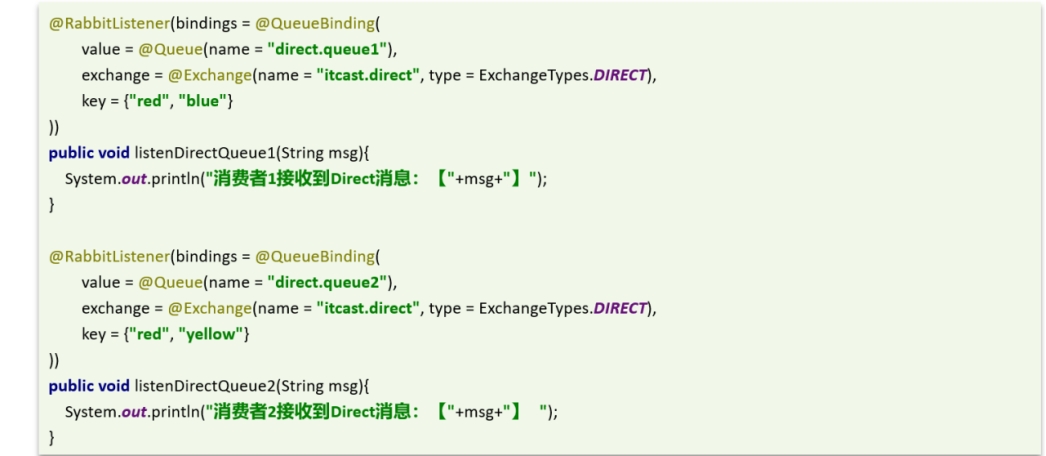 @RabbitListener(bindings = @QueueBinding(
    value = @Queue(name = "direct.queue1"),
    exchange = @Exchange(name = "itcast.direct", type = ExchangeTypes.DIRECT),
    key = {"red", "blue"}
))
public void listenDirectQueue1(String msg){
  System.out.println("消费者1接收到Direct消息：【"+msg+"】");
}

@RabbitListener(bindings = @QueueBinding(
    value = @Queue(name = "direct.queue2"),
    exchange = @Exchange(name = "itcast.direct", type = ExchangeTypes.DIRECT),
    key = {"red", "yellow"}
))
public void listenDirectQueue2(String msg){
  System.out.println("消费者2接收到Direct消息：【"+msg+"】 ");
}